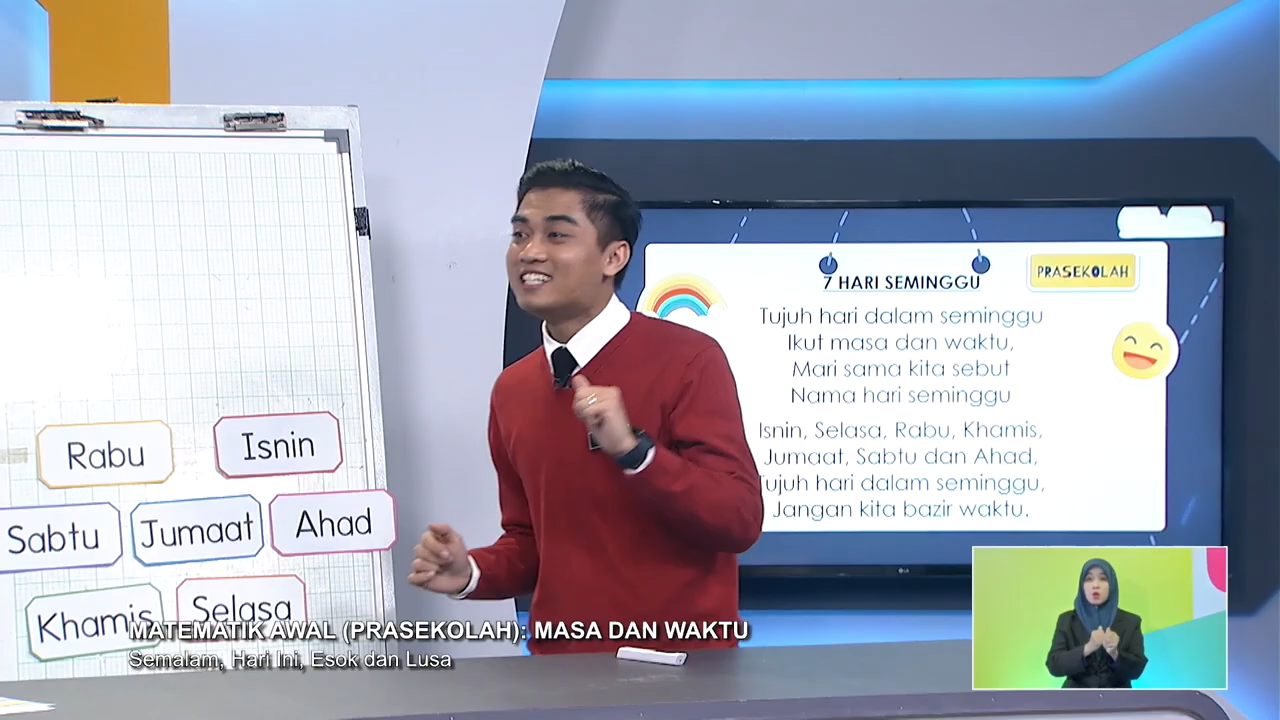 Rabu
Isnin
Sabtu
Jumaat
Ahad
Khamis
Selasa
7 HARI SEMINGGU
PRASEKOLAH
Tujuh hari dalam seminggu
Ikut masa dan waktu,
Mari sama kita sebut
Nama hari seminggu
Isnin, Selasa, Rabu, Khamis,
Jumaat, Sabtu dan Ahad,
Tujuh hari dalam seminggu,
Jangan kita bazir waktu.
LG
MATEMATIK AWAL (PRASEKOLAH): MASA DAN WAKTU
Semalam, Hari Ini, Esok dan Lusa